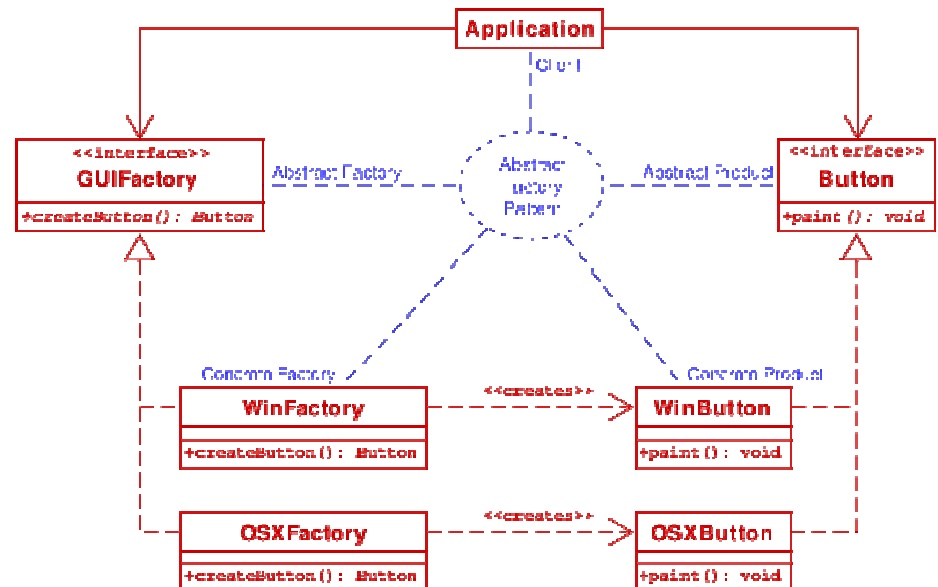 Application
Client
<<interface>>
GUIFactory
+createButton(): Button
Abstract Factory
Abstract
Factory
Pattern
Abstract Product
<<interface>>
Button
+paint(): void
Concrete Factory
Concrete Product
WinFactory
+createButton(): Button
<<creates>>
WinButton
+paint(): void
OSXFactory
+createButton(): Button
<<creates>>
OSXButton
+paint(): void